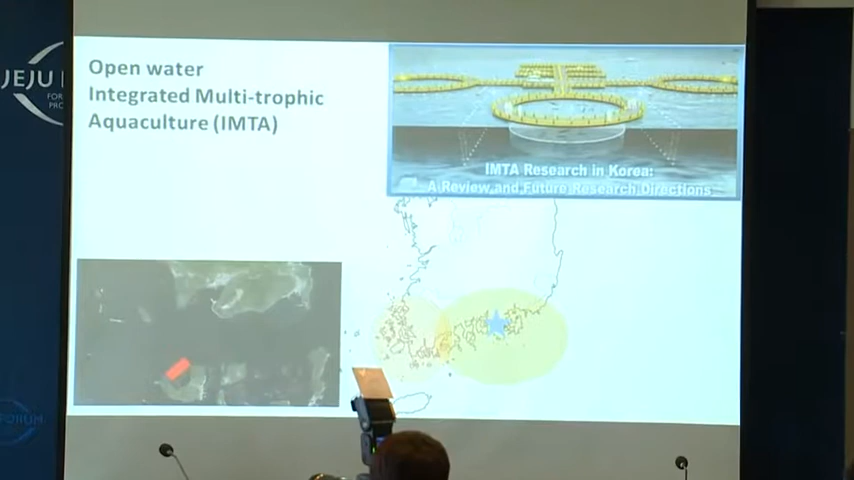 Open water
Integrated Multi-trophic
Aquaculture (IMTA)
IMTA Research in Korea:
A Review and Future Research Directions
JEJU
FORUM